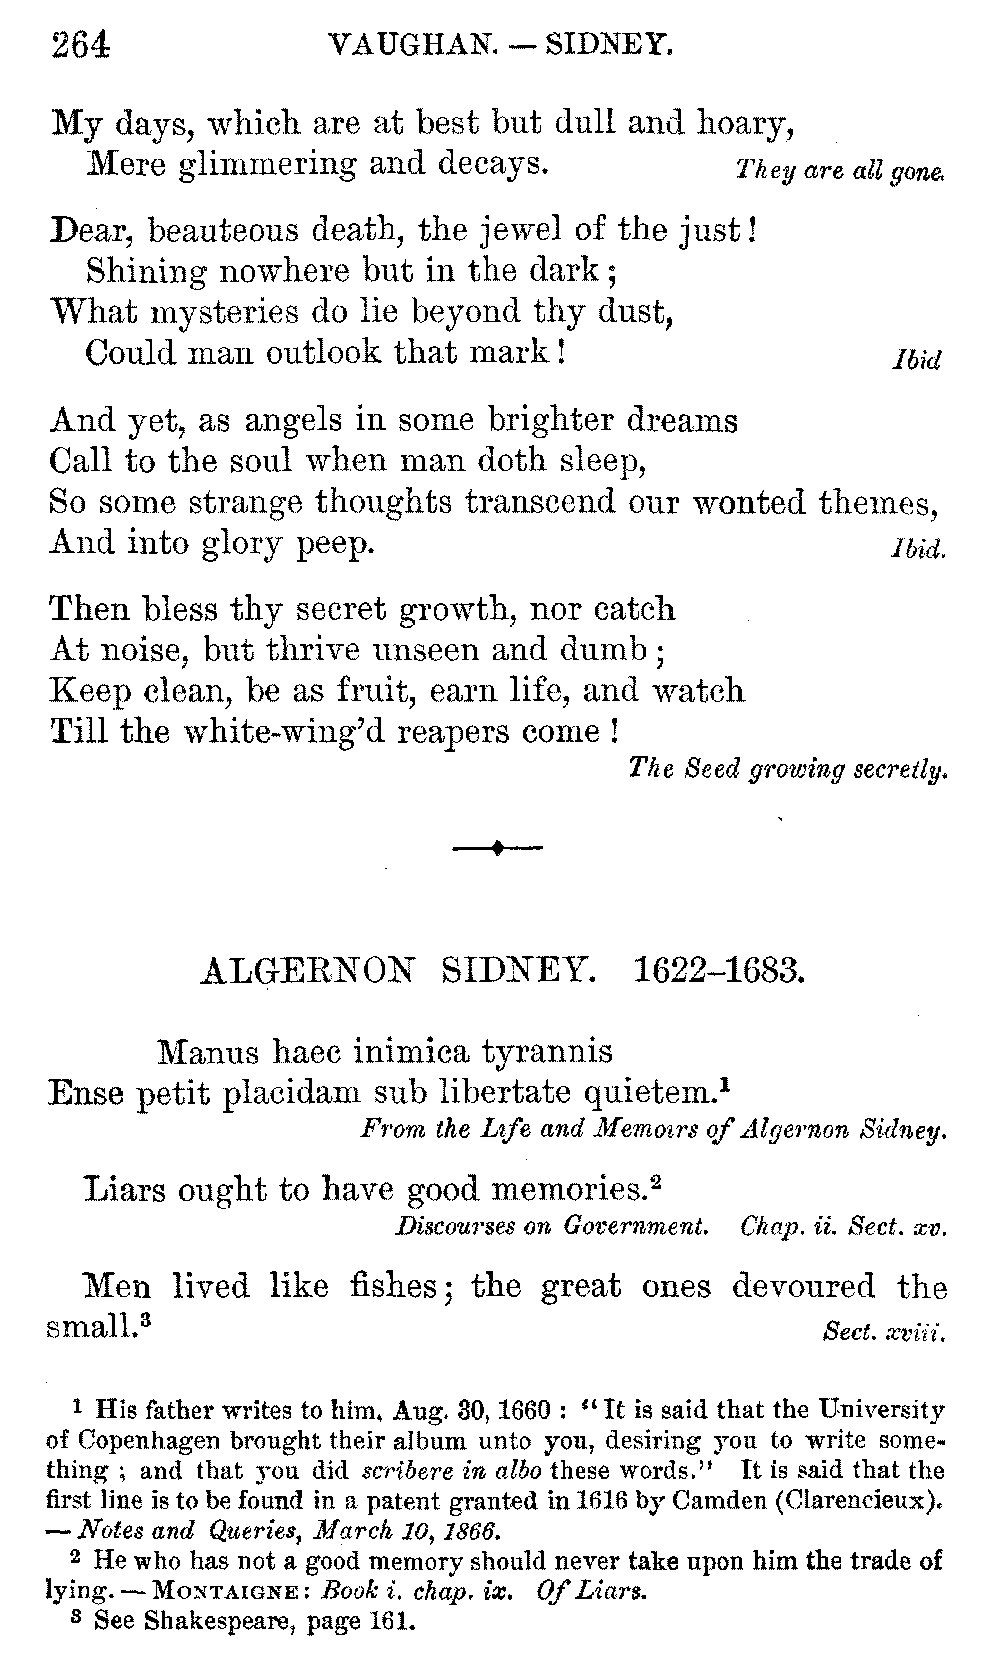 264 VAUGHAN. — SIDNEY.
My days, which are at best but dull and hoary,
Mere glimmering and decays. They are all gone.
Dear, beauteous death, the jewel of the just!
Shining nowhere but in the dark;
What mysteries do lie beyond thy dust,
Could man outlook that mark! Ibid
And yet, as angels in some brighter dreams
Call to the soul when man doth sleep,
So some strange thoughts transcend our wonted themes,
And into glory peep. Ibid.
Then bless thy secret growth, nor catch
At noise, but thrive unseen and dumb;
Keep clean, be as fruit, earn life, and watch
Till the white-wing'd reapers come!
The Seed growing secretly.
ALGERNON SIDNEY. 1622–1683.
Manus haec inimica tyrannis
Ense petit placidam sub libertate quietem.¹
From the Life and Memoirs of Algernon Sidney.
Liars ought to have good memories.²
Discourses on Government. Chap. ii. Sect. xv.
Men lived like fishes; the great ones devoured the
small.³ Sect. xviii.
¹ His father writes to him, Aug. 30, 1660 : "It is said that the University
of Copenhagen brought their album unto you, desiring you to write some-
thing ; and that you did scribere in albo these words." It is said that the
first line is to be found in a patent granted in 1616 by Camden (Clarencieux).
— Notes and Queries, March 10, 1866.
² He who has not a good memory should never take upon him the trade of
lying. — MONTAIGNE: Book i. chap. ix. Of Liars.
³ See Shakespeare, page 161.